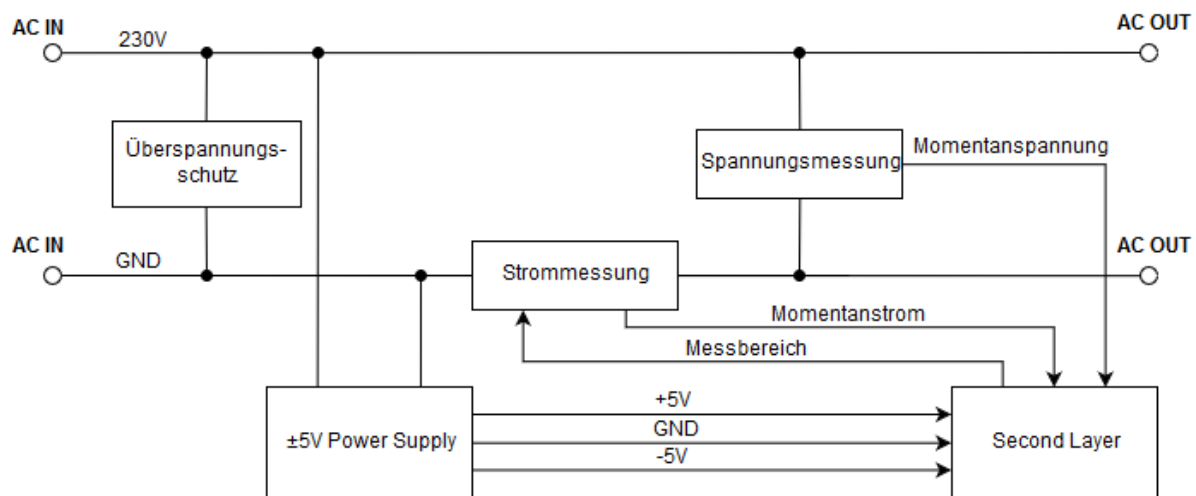 AC IN
230V
AC OUT
Überspannungs-
schutz
Spannungsmessung
Momentanspannung
AC IN
GND
Strommessung
AC OUT
Momentanstrom
Messbereich
±5V Power Supply
+5V
GND
-5V
Second Layer